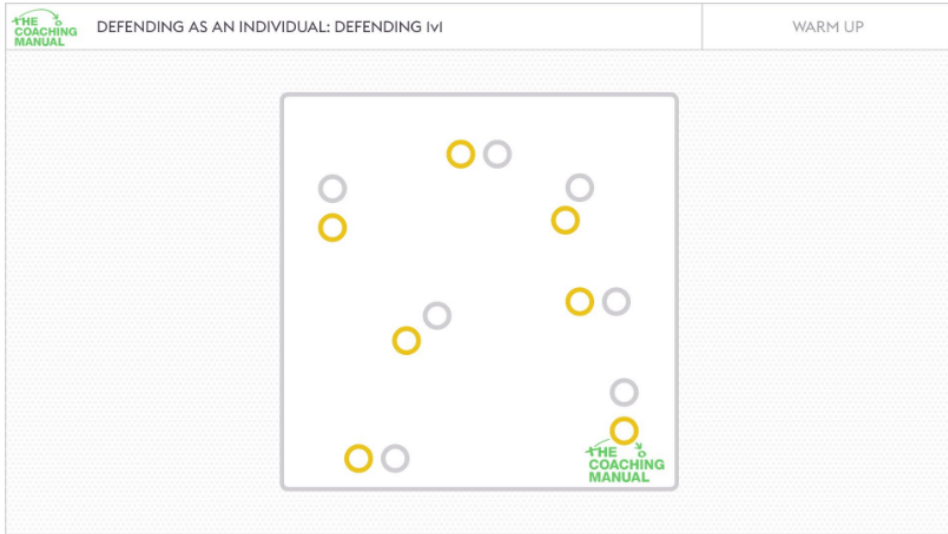 THE
COACHING
MANUAL
DEFENDING AS AN INDIVIDUAL: DEFENDING 1v1
WARM UP
THE
COACHING
MANUAL